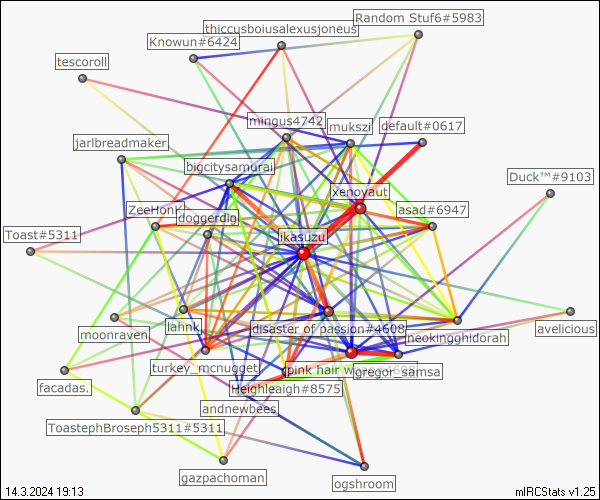 thiccusboiusalexusjoneus
Random Stuf6#5983
Knowun#6424
tescoroll
mingus4742
mukszi
default#0617
jarlbreadmaker
bigcitysamurai
Duck™#9103
xenoyaut
ZeeHonKi
doggerdig
asad#6947
Toast#5311
ikasuzu
lahnk
disaster of passion#4608
moonraven
neokingghidorah
avelicious
turkey_mcnugget
pink hair
gregor_samsa
facadas.
Heighleaigh#8575
andnewbees
ToastephBroseph5311#5311
gazpachoman
ogshroom
14.3.2024 19:13
mIRCStats v1.25